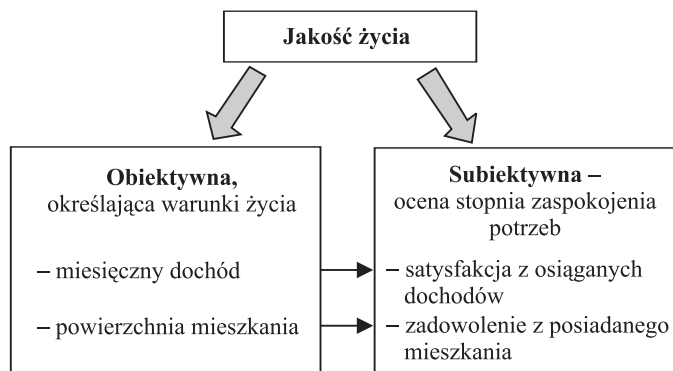 Jakość życia
Obiektywna,
określająca warunki życia
– miesięczny dochód
– powierzchnia mieszkania
Subiektywna –
ocena stopnia zaspokojenia
potrzeb
– satysfakcja z osiąganych
dochodów
– zadowolenie z posiadanego
mieszkania